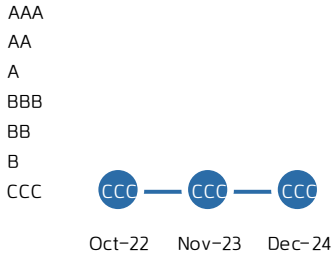 AAA
AA
A
BBB
BB
B
CCC CCC CCC CCC
Oct-22 Nov-23 Dec-24